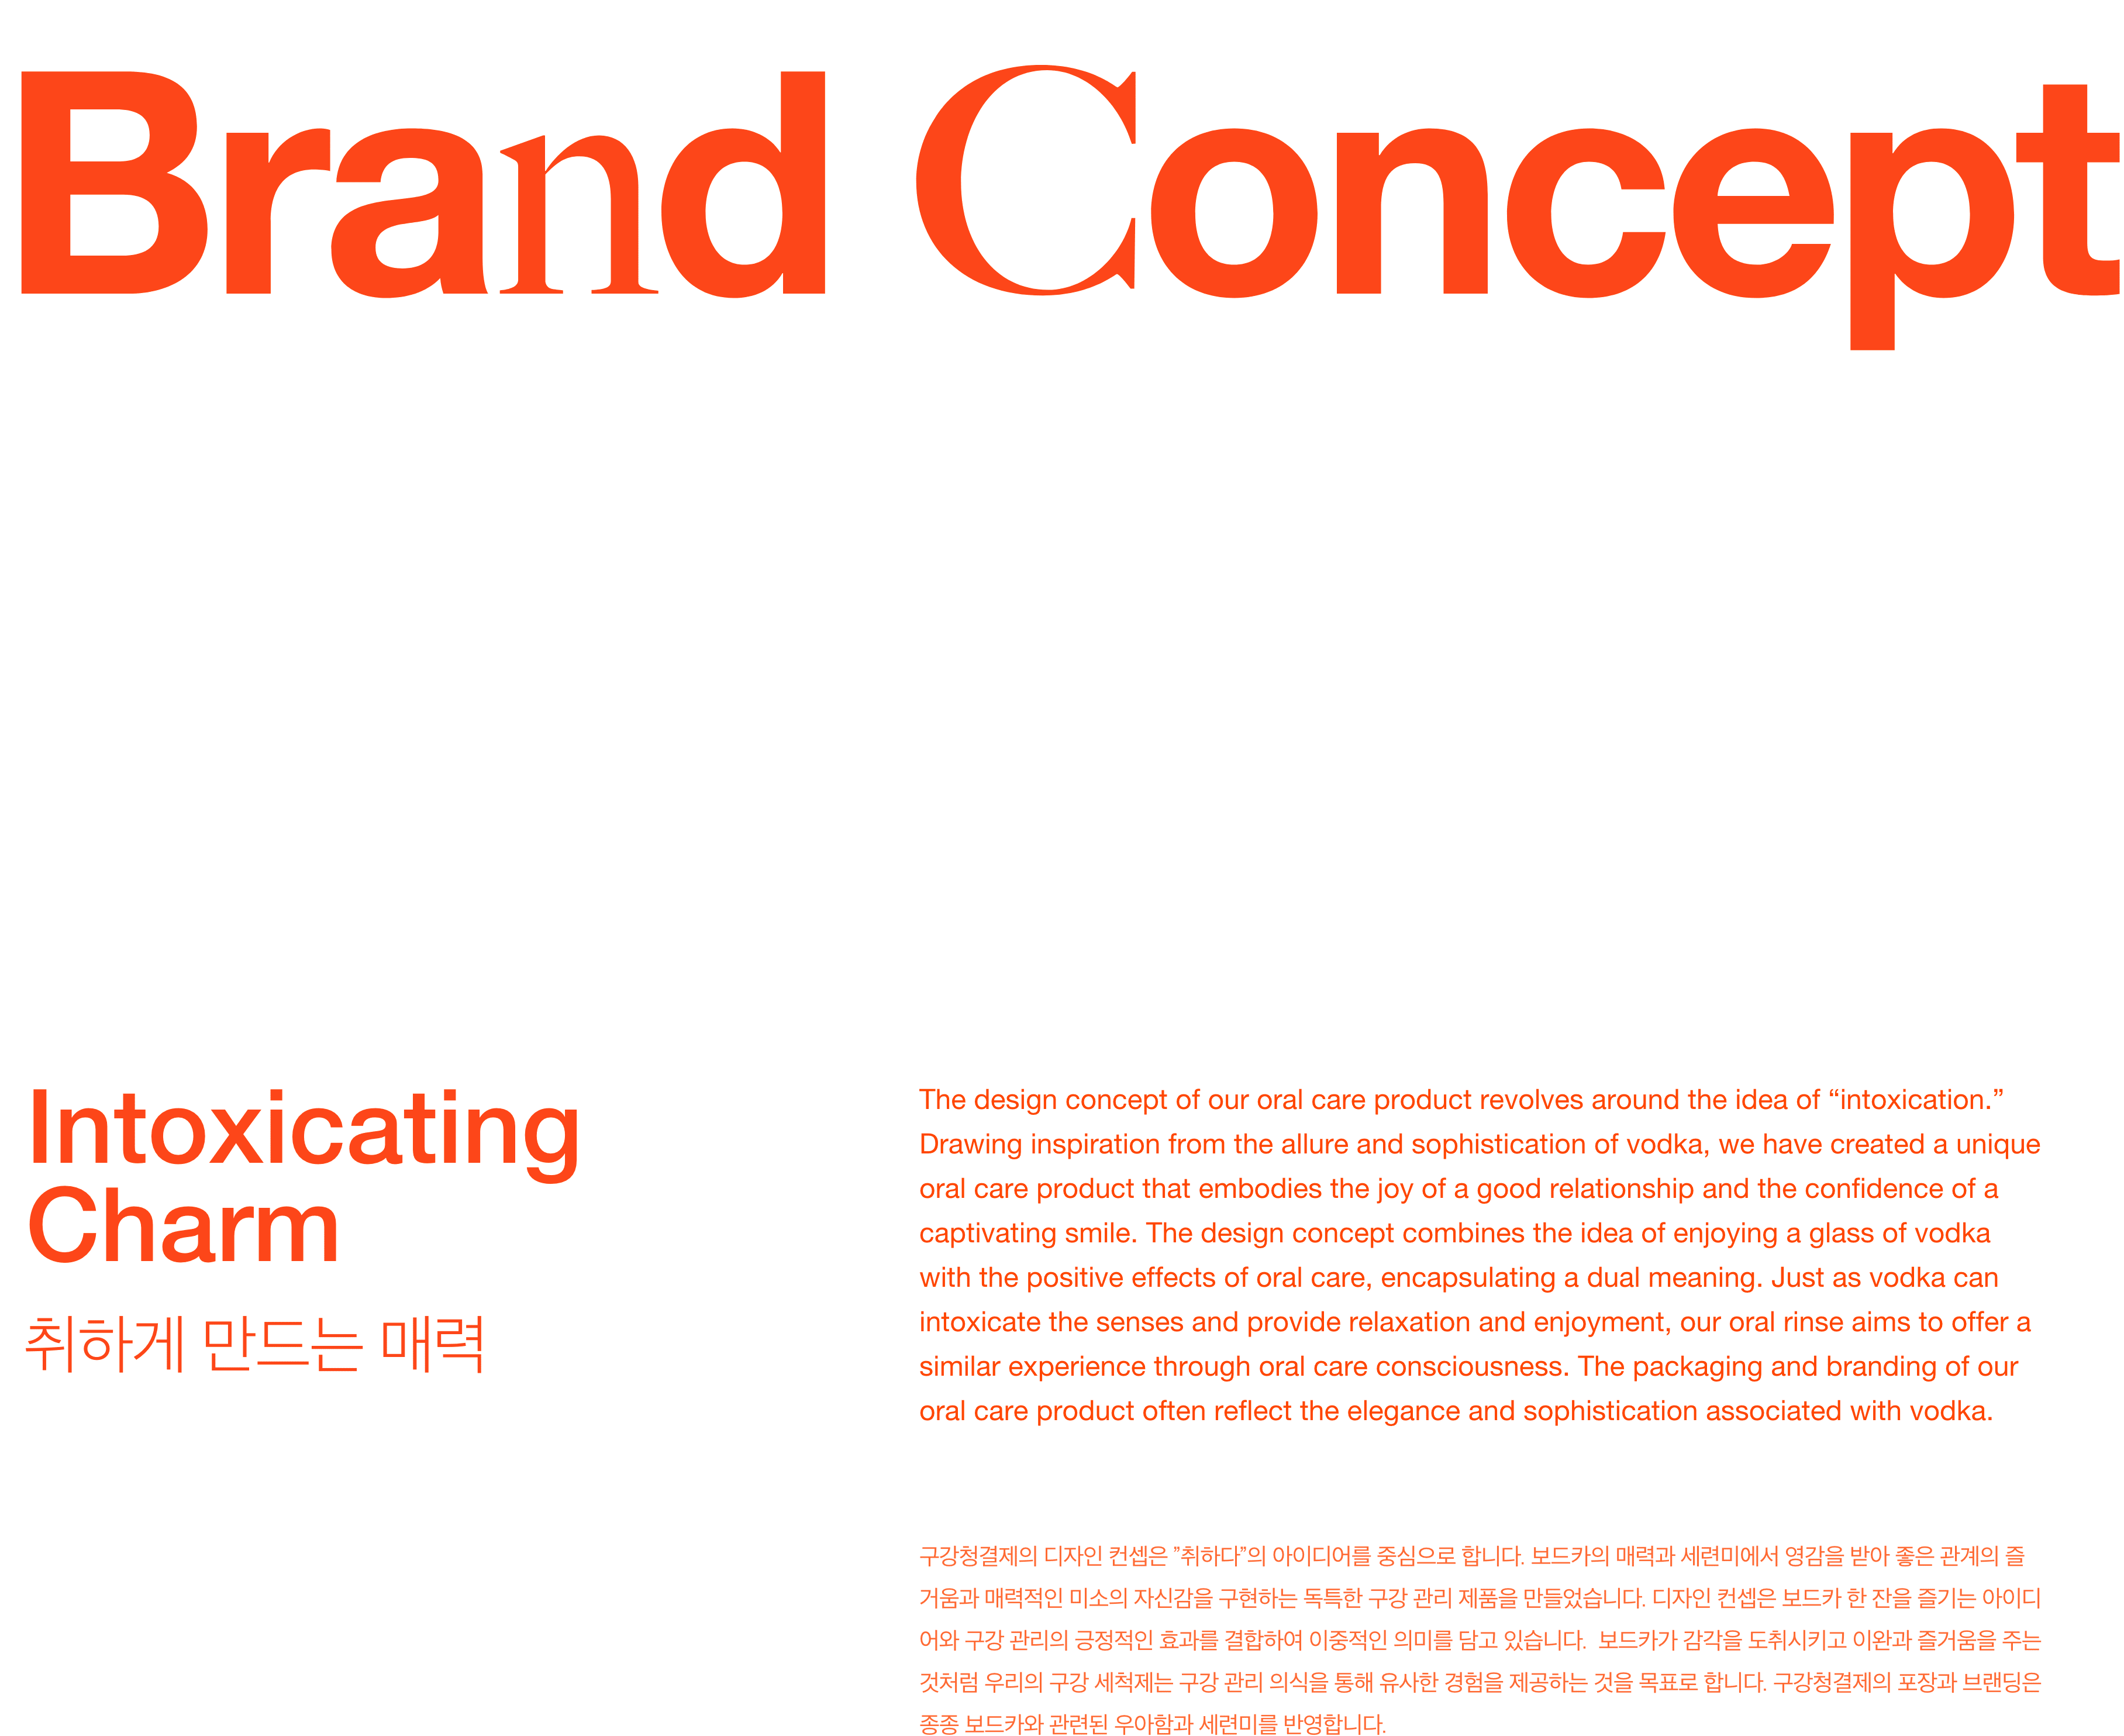 Brand Concept
Intoxicating
Charm
취하게 만드는 매력
The design concept of our oral care product revolves around the idea of “intoxication.”
Drawing inspiration from the allure and sophistication of vodka, we have created a unique
oral care product that embodies the joy of a good relationship and the confidence of a
captivating smile. The design concept combines the idea of enjoying a glass of vodka
with the positive effects of oral care, encapsulating a dual meaning. Just as vodka can
intoxicate the senses and provide relaxation and enjoyment, our oral rinse aims to offer a
similar experience through oral care consciousness. The packaging and branding of our
oral care product often reflect the elegance and sophistication associated with vodka.
구강청결제의 디자인 컨셉은 ”취하다”의 아이디어를 중심으로 합니다. 보드카의 매력과 세련미에서 영감을 받아 좋은 관계의 즐
거움과 매력적인 미소의 자신감을 구현하는 독특한 구강 관리 제품을 만들었습니다. 디자인 컨셉은 보드카 한 잔을 즐기는 아이디
어와 구강 관리의 긍정적인 효과를 결합하여 이중적인 의미를 담고 있습니다. 보드카가 감각을 도취시키고 이완과 즐거움을 주는
것처럼 우리의 구강 세척제는 구강 관리 의식을 통해 유사한 경험을 제공하는 것을 목표로 합니다. 구강청결제의 포장과 브랜딩은
종종 보드카와 관련된 우아함과 세련미를 반영합니다.